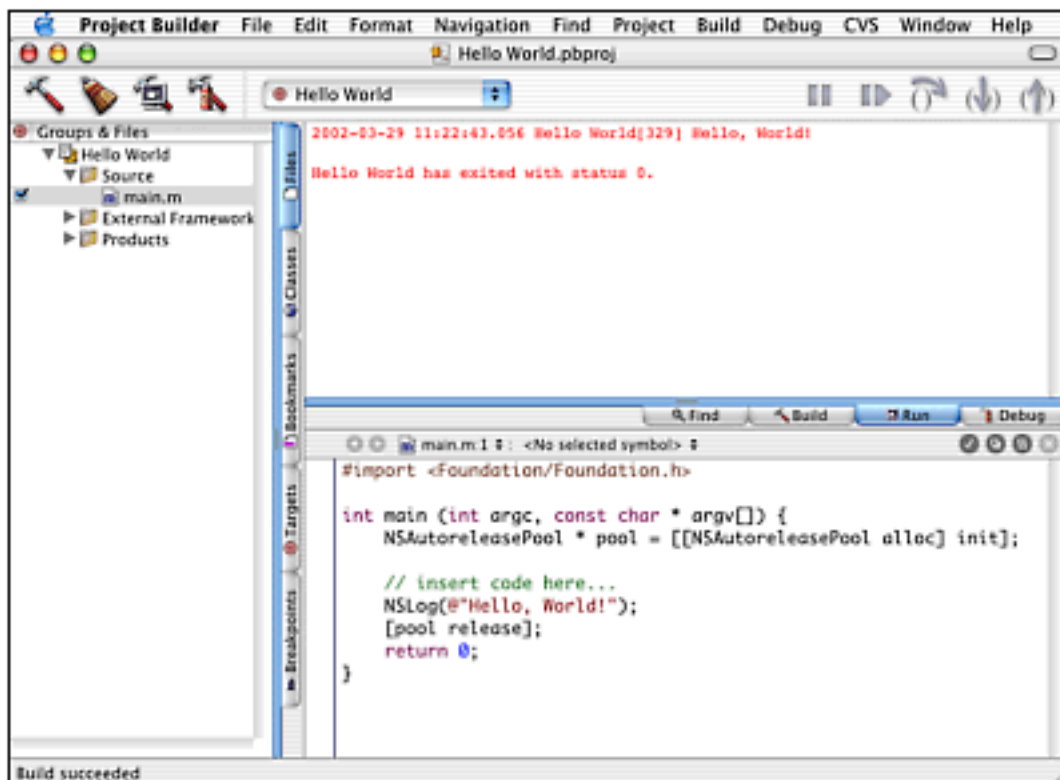 Project Builder File Edit Format Navigation Find Project Build Debug CVS Window Help
Hello World.pbproj
Hello World
Groups & Files
Hello World
Source
main.m
External Framework
Products
Files
Classes
Bookmarks
Targets
Breakpoints
2002-03-29 11:22:43.056 Hello World[329] Hello, World!
Hello World has exited with status 0.
Find Build Run Debug
main.m:1 : <No selected symbol>
#import <Foundation/Foundation.h>
int main (int argc, const char * argv[]) {
NSAutoreleasePool * pool = [[NSAutoreleasePool alloc] init];
// insert code here...
NSLog(@"Hello, World!");
[pool release];
return 0;
}
Build succeeded